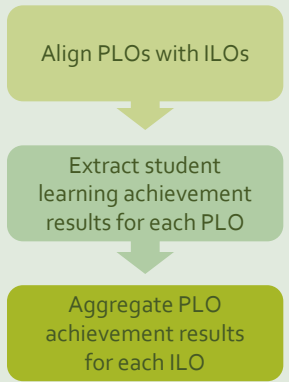 Align PLOs with ILOs
Extract student
learning achievement
results for each PLO
Aggregate PLO
achievement results
for each ILO